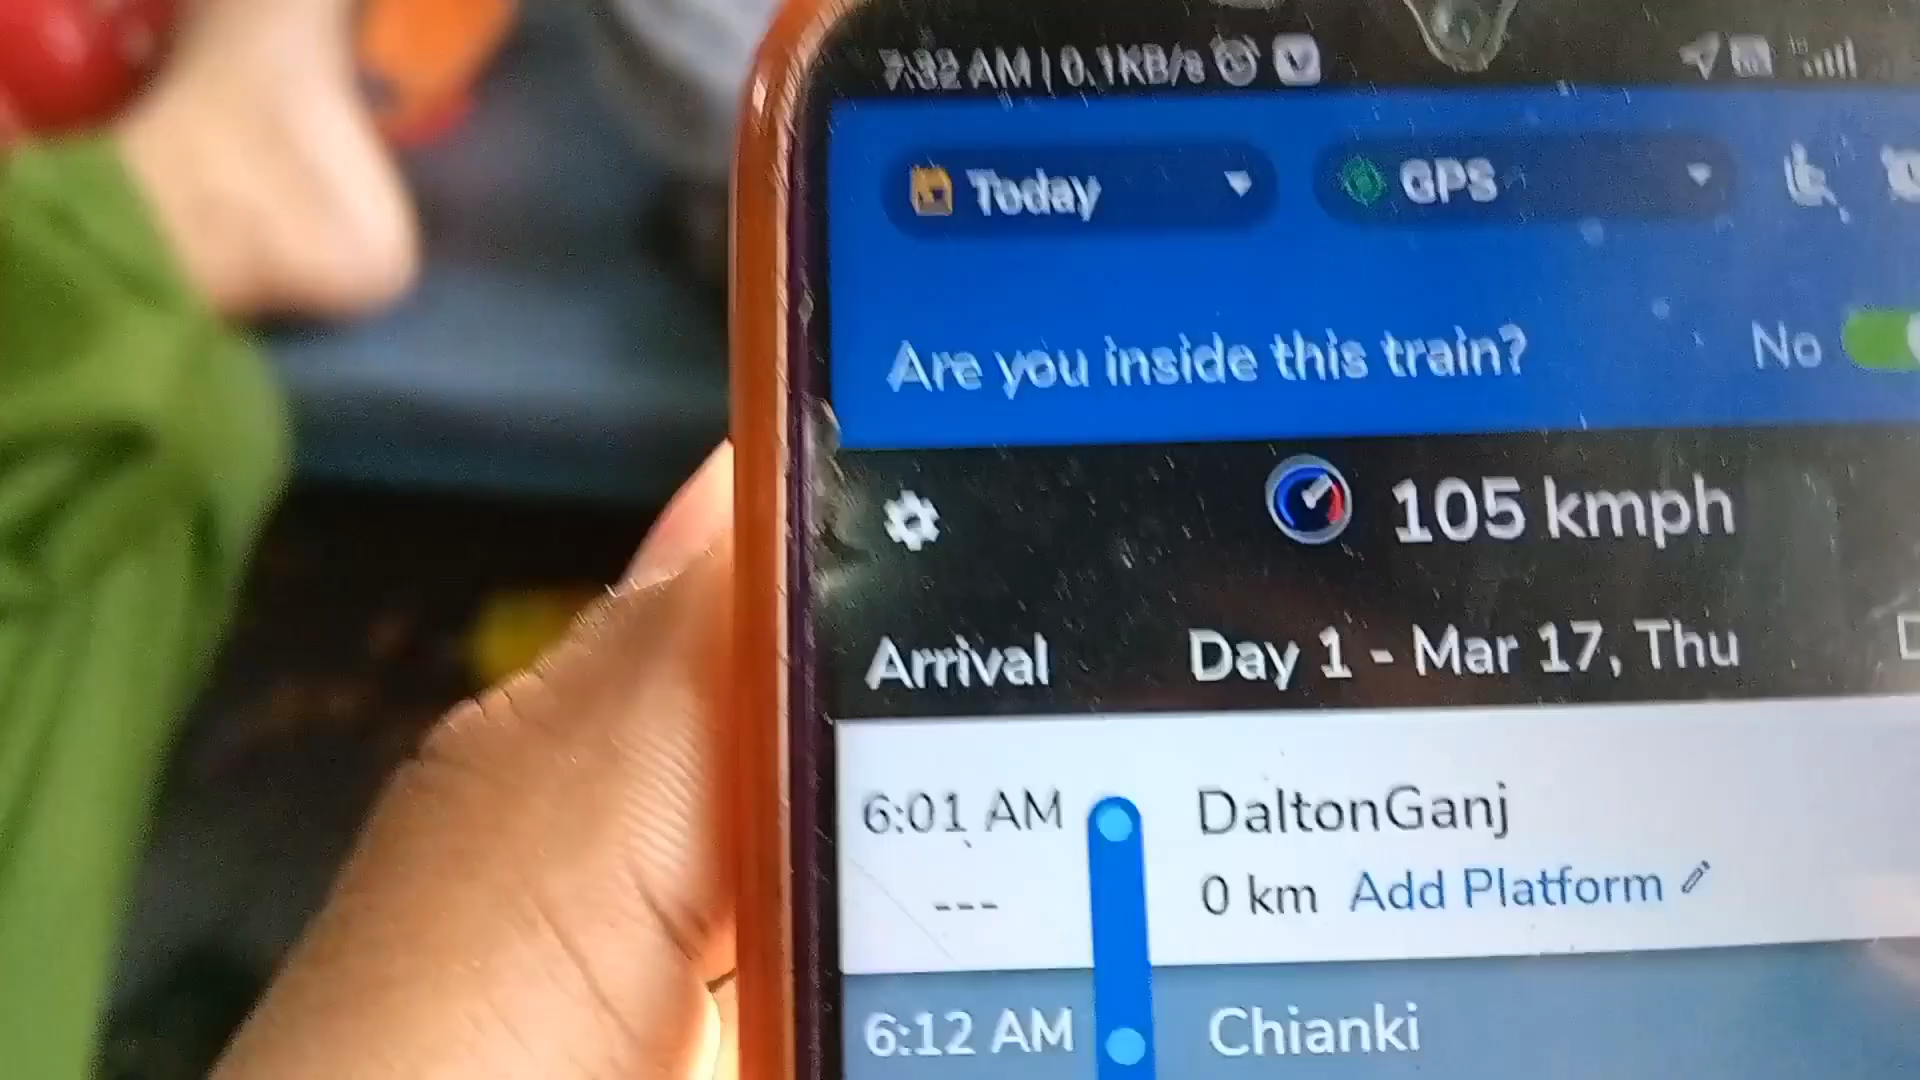 7:32 AM | 0.1KB/s
Today GPS
Are you inside this train? No
105 kmph
Arrival Day 1 - Mar 17, Thu
6:01 AM DaltonGanj
--- 0 km Add Platform
6:12 AM Chianki